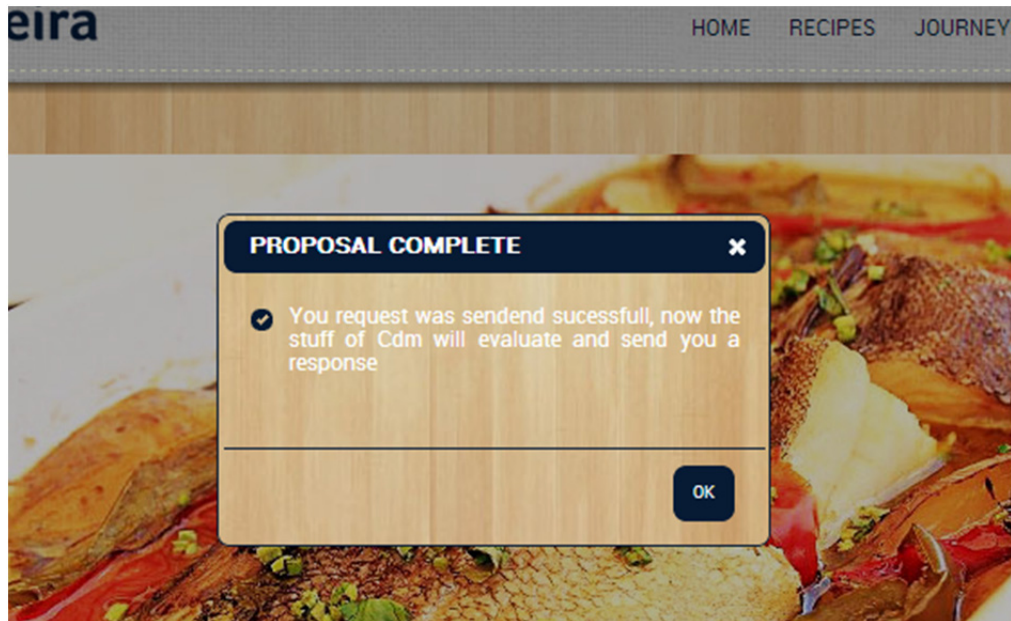 eira
HOME RECIPES JOURNEY
PROPOSAL COMPLETE
You request was sendend sucessfull, now the
stuff of Cdm will evaluate and send you a
response
OK